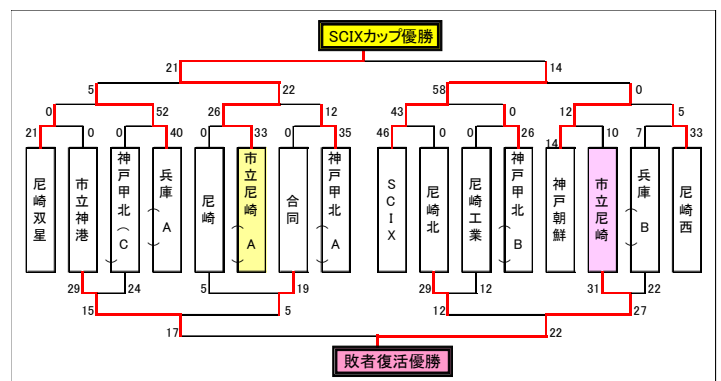 SCIXカップ優勝
21 14
5 22 58 0
0 52 26 12 43 0 12 5
21 0 0 40 0 33 0 35 46 0 0 26 14 10 7 33
尼崎双星
市立神港
神戸甲北(C)
兵庫(A)
尼崎
市立尼崎(A)
合同
神戸甲北(A)
SCIX
尼崎北
尼崎工業
神戸甲北(B)
神戸朝鮮
市立尼崎
兵庫(B)
尼崎西
29 24 5 19 29 12 31 22
15 5 12 27
17 22
敗者復活優勝